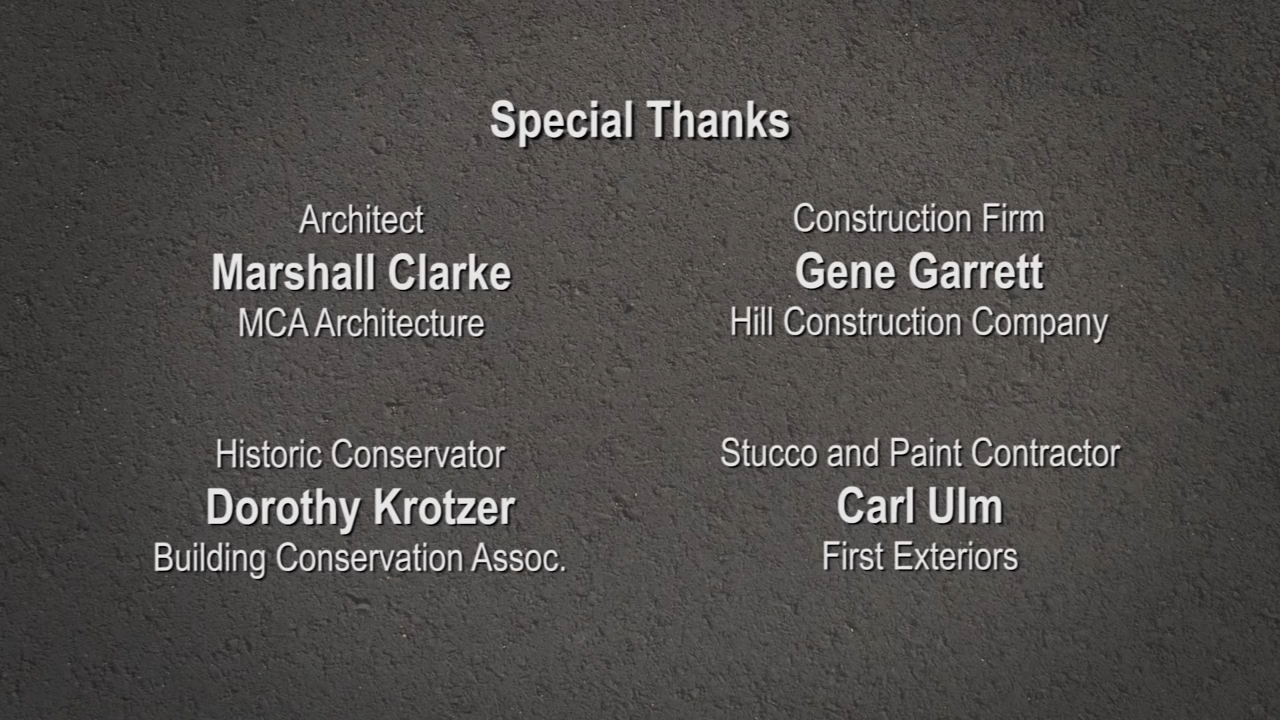 Special Thanks
Architect
Marshall Clarke
MCA Architecture
Construction Firm
Gene Garrett
Hill Construction Company
Historic Conservator
Dorothy Krotzer
Building Conservation Assoc.
Stucco and Paint Contractor
Carl Ulm
First Exteriors